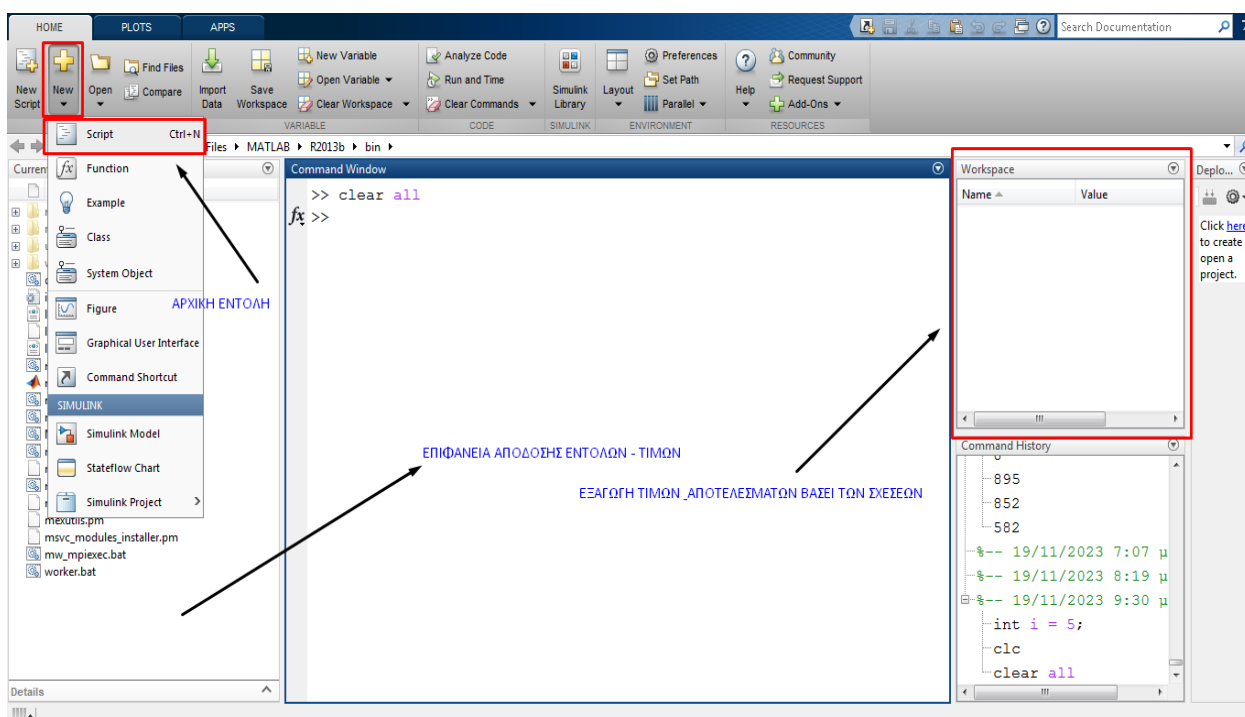 HOME PLOTS APPS
Search Documentation
New Script
New
Open
Find Files
Compare
Import Data
Save Workspace
New Variable
Open Variable
Clear Workspace
Analyze Code
Run and Time
Clear Commands
Simulink Library
Layout
Preferences
Set Path
Parallel
Help
Community
Request Support
Add-Ons
VARIABLE CODE SIMULINK ENVIRONMENT RESOURCES
Files MATLAB R2013b bin
Script Ctrl+N
Function
Example
Class
System Object
Figure
Graphical User Interface
Command Shortcut
SIMULINK
Simulink Model
Stateflow Chart
Simulink Project
mexutils.pm
msvc_modules_installer.pm
mw_mpiexec.bat
worker.bat
Details
Command Window
>> clear all
fx >>
ΑΡΧΙΚΗ ΕΝΤΟΛΗ
ΕΠΙΦΑΝΕΙΑ ΑΠΟΔΟΣΗΣ ΕΝΤΟΛΩΝ - ΤΙΜΩΝ
ΕΞΑΓΩΓΗ ΤΙΜΩΝ _ΑΠΟΤΕΛΕΣΜΑΤΩΝ ΒΑΣΕΙ ΤΩΝ ΣΧΕΣΕΩΝ
Workspace
Name Value
Command History
895
852
582
%-- 19/11/2023 7:07 μ
%-- 19/11/2023 8:19 μ
%-- 19/11/2023 9:30 μ
int i = 5;
clc
clear all
Deplo...
Click here
to create
open a
project.